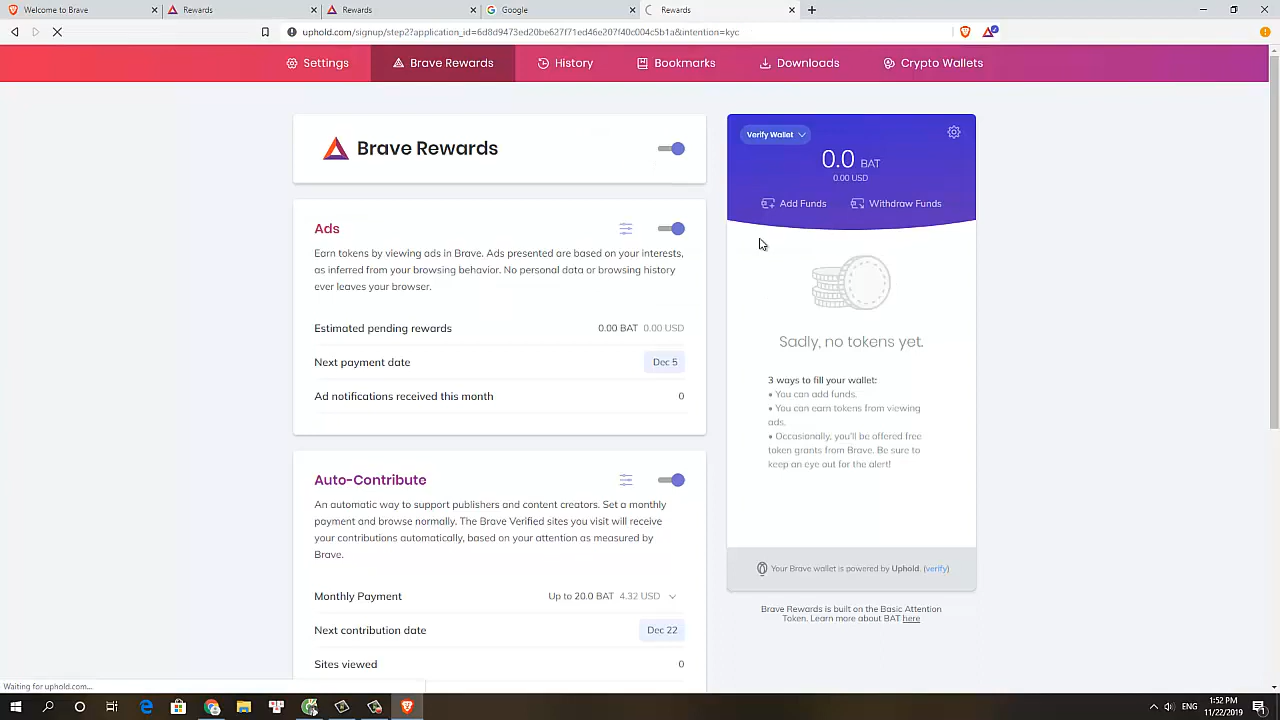 Welcome to Brave
Rewards
Rewards
Google
Rewards
uphold.com/signup/step2?application_id=6d8d9473ed20be627f71ed46e207f40c004c5b1a&intention=kyc
Settings
Brave Rewards
History
Bookmarks
Downloads
Crypto Wallets
Brave Rewards
Ads
Earn tokens by viewing ads in Brave. Ads presented are based on your interests,
as inferred from your browsing behavior. No personal data or browsing history
ever leaves your browser.
Estimated pending rewards 0.00 BAT 0.00 USD
Next payment date Dec 5
Ad notifications received this month 0
Auto-Contribute
An automatic way to support publishers and content creators. Set a monthly
payment and browse normally. The Brave Verified sites you visit will receive
your contributions automatically, based on your attention as measured by
Brave.
Monthly Payment Up to 20.0 BAT 4.32 USD
Next contribution date Dec 22
Sites viewed 0
Verify Wallet
0.0 BAT
0.00 USD
Add Funds
Withdraw Funds
Sadly, no tokens yet.
3 ways to fill your wallet:
• You can add funds.
• You can earn tokens from viewing
ads.
• Occasionally, you'll be offered free
token grants from Brave. Be sure to
keep an eye out for the alert!
Your Brave wallet is powered by Uphold. (verify)
Brave Rewards is built on the Basic Attention
Token. Learn more about BAT here
Waiting for uphold.com...
ENG
1:52 PM
11/22/2019